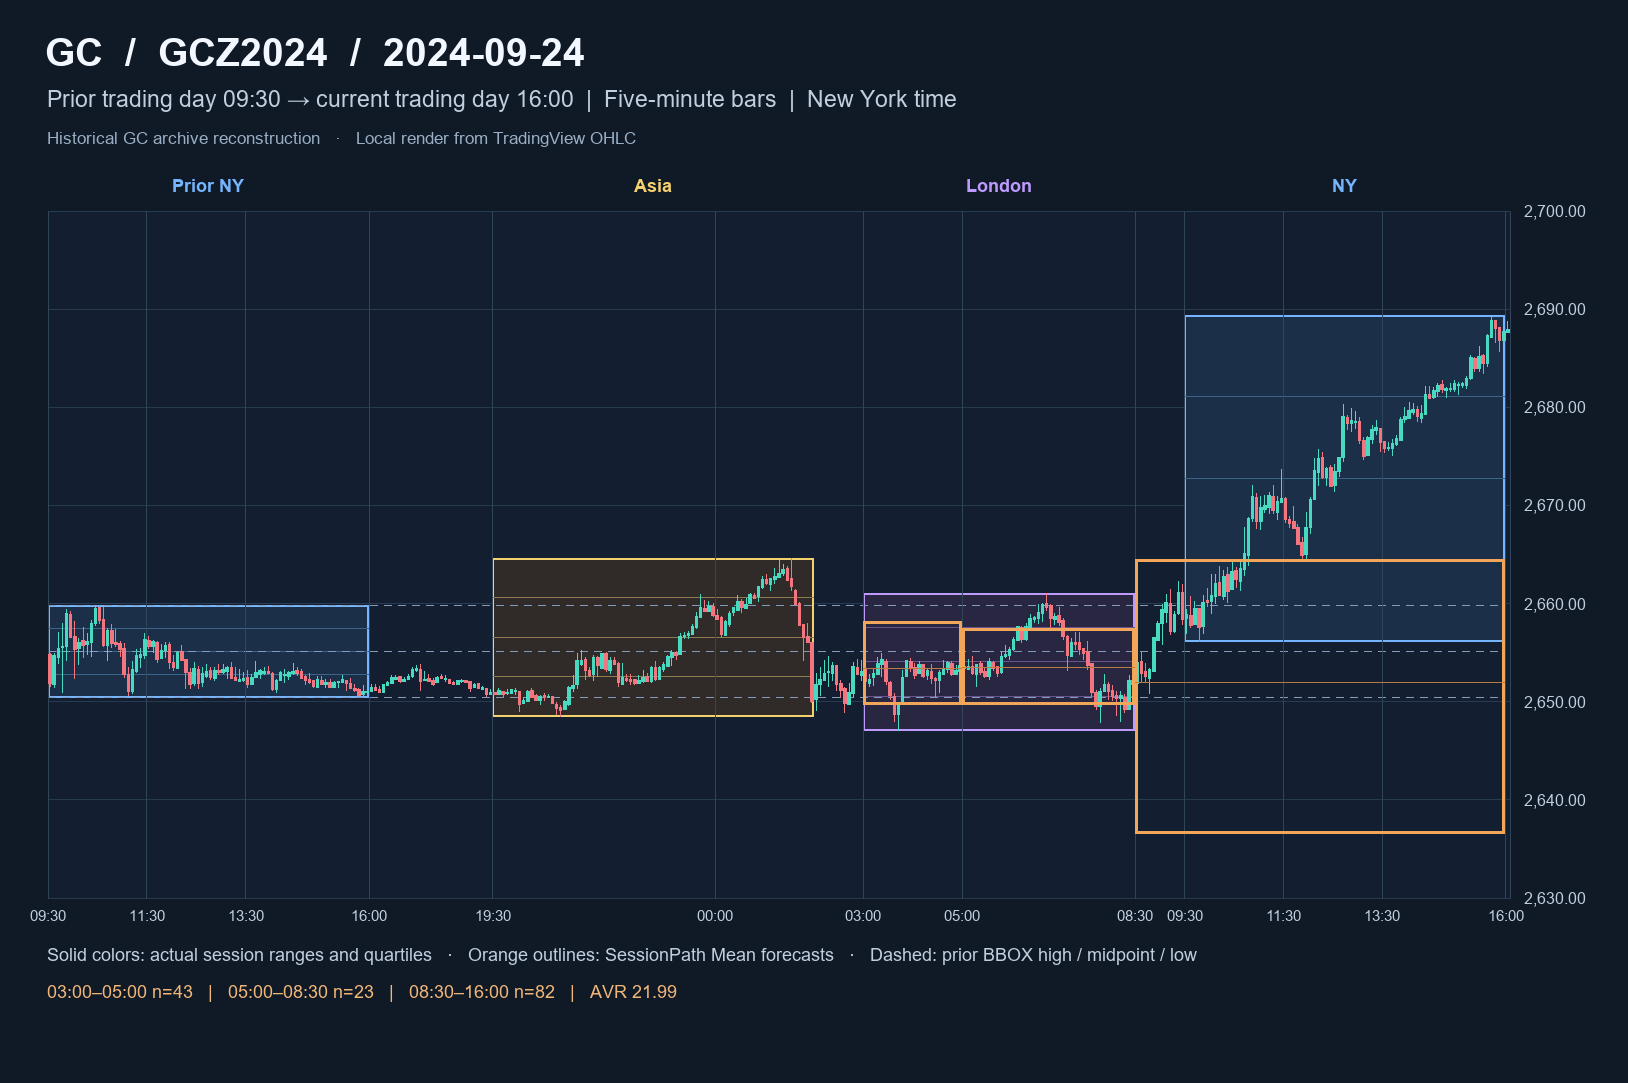 GC / GCZ2024 / 2024-09-24
Prior trading day 09:30 → current trading day 16:00 | Five-minute bars | New York time
Historical GC archive reconstruction · Local render from TradingView OHLC
Prior NY Asia London NY
2,700.00
2,690.00
2,680.00
2,670.00
2,660.00
2,650.00
2,640.00
2,630.00
09:30 11:30 13:30 16:00 19:30 00:00 03:00 05:00 08:30 09:30 11:30 13:30 16:00
Solid colors: actual session ranges and quartiles · Orange outlines: SessionPath Mean forecasts · Dashed: prior BBOX high / midpoint / low
03:00–05:00 n=43 | 05:00–08:30 n=23 | 08:30–16:00 n=82 | AVR 21.99